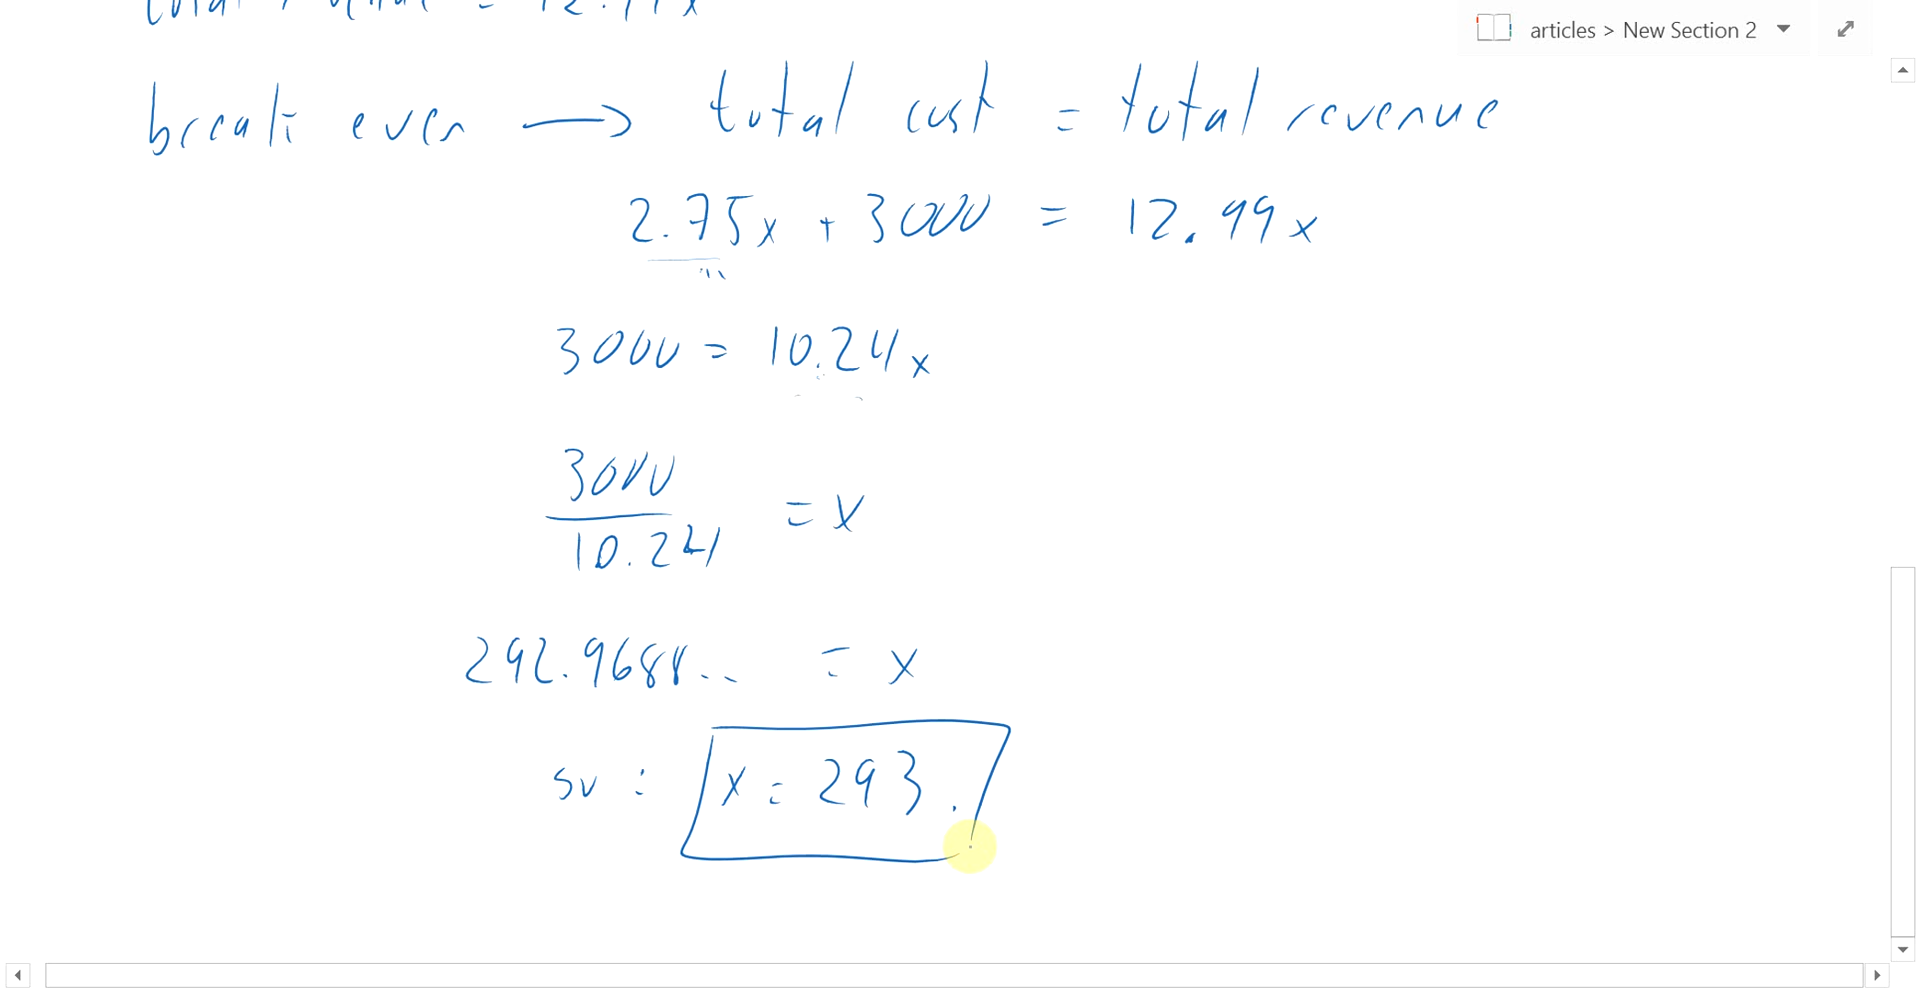 articles > New Section 2
break even → total cost = total revenue
2.75x + 3000 = 12.99x
3000 = 10.24x
3000
10.24
= x
292.9688.. = x
so : x = 293.